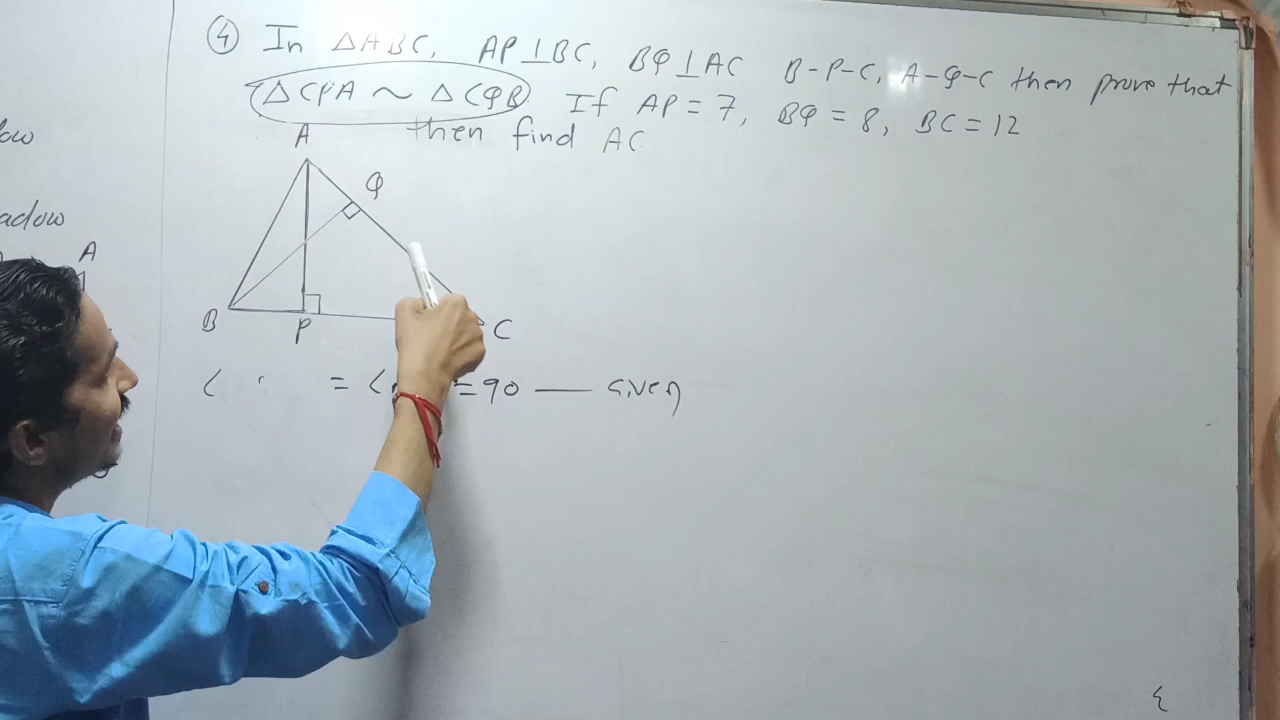 ④ In △ABC, AP⊥BC, BQ⊥AC B-P-C, A-Q-C then prove that
△CPA ~ △CQB. If AP = 7, BQ = 8, BC = 12
then find AC
A
Q
B
P
C
= 90 — Given
adow
A